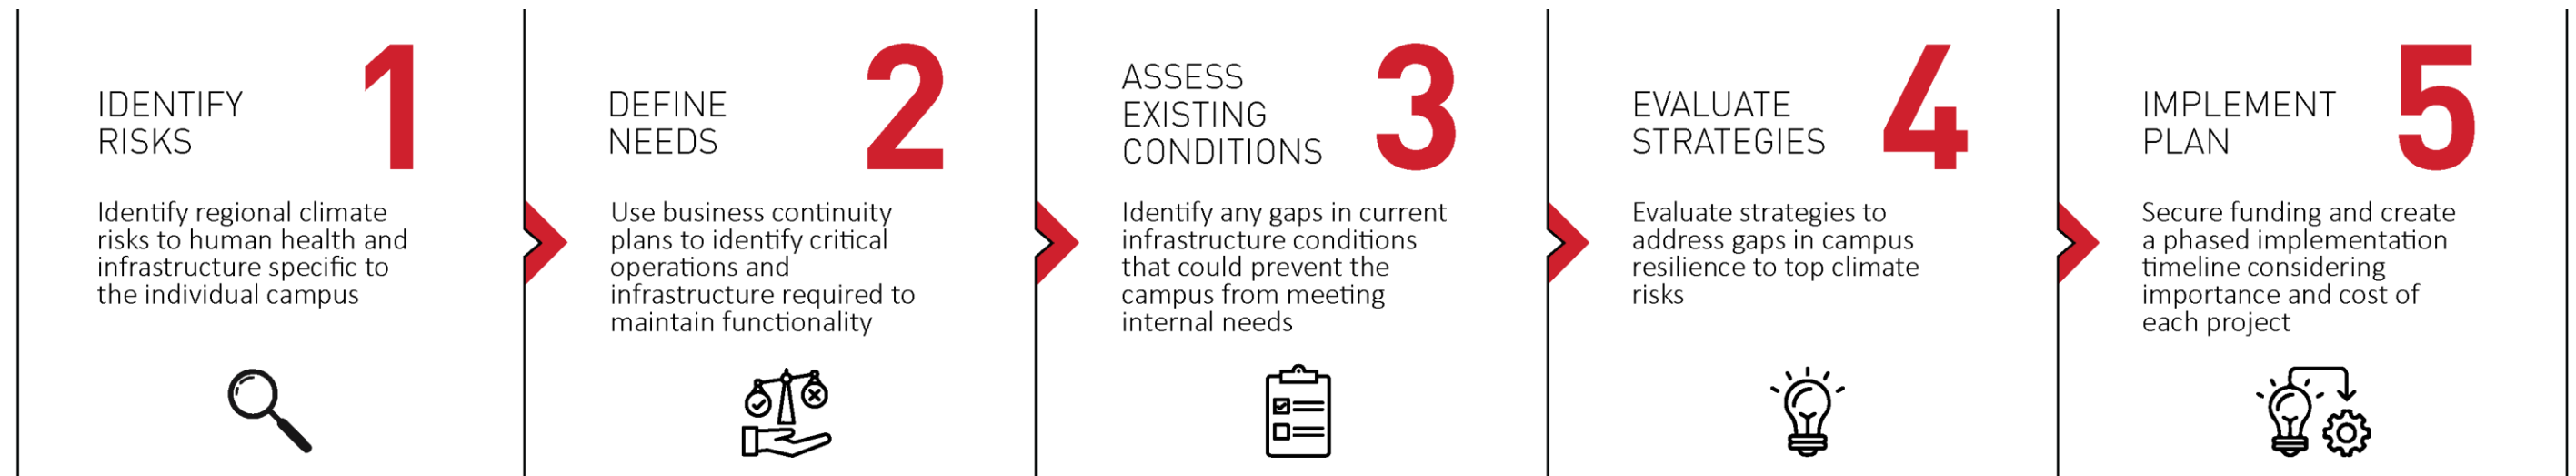 IDENTIFY
RISKS
1
Identify regional climate
risks to human health and
infrastructure specific to
the individual campus
DEFINE
NEEDS
2
Use business continuity
plans to identify critical
operations and
infrastructure required to
maintain functionality
ASSESS
EXISTING
CONDITIONS
3
Identify any gaps in current
infrastructure conditions
that could prevent the
campus from meeting
internal needs
EVALUATE
STRATEGIES
4
Evaluate strategies to
address gaps in campus
resilience to top climate
risks
IMPLEMENT
PLAN
5
Secure funding and create
a phased implementation
timeline considering
importance and cost of
each project